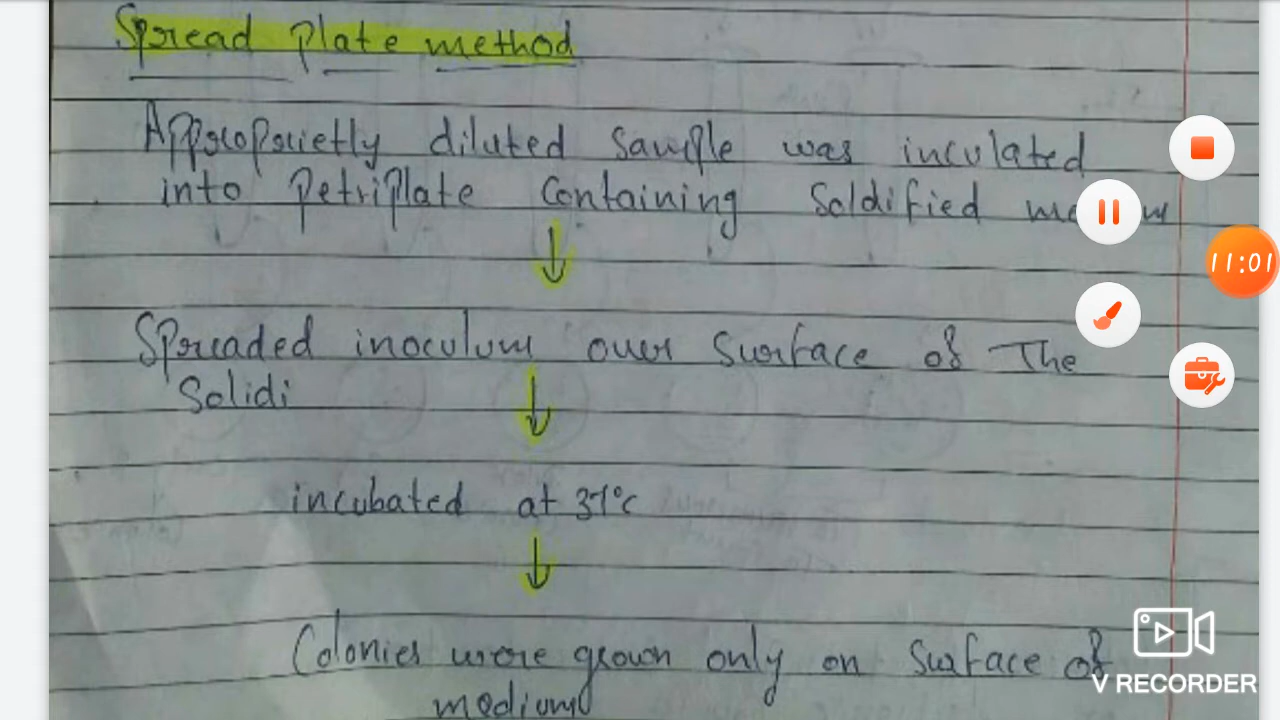 Spread plate method
Approprietly diluted sample was inculated
into Petriplate Containing Soldified
11:01
Spreaded inoculum over surface of The
Solidi
incubated at 37°c
Colonies were grown only on surface of
medium
V RECORDER